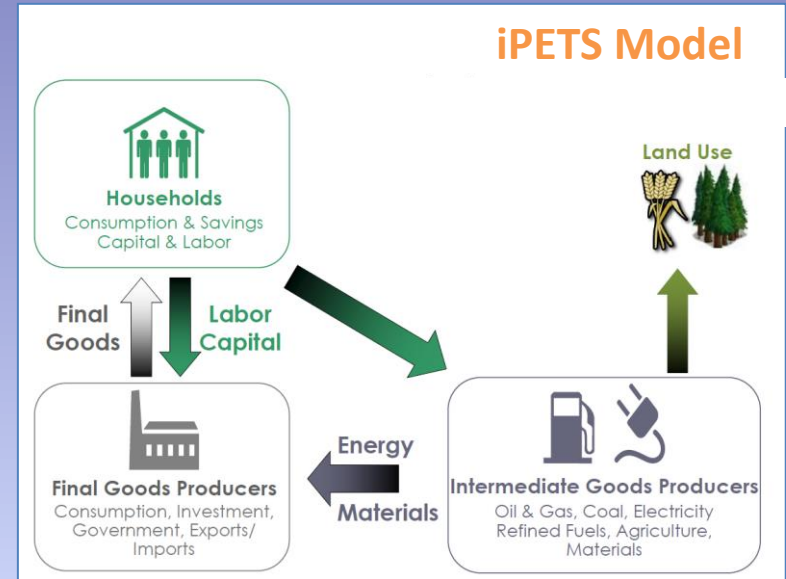 iPETS Model
Land Use
Households
Consumption & Savings
Capital & Labor
Final
Goods
Labor
Capital
Energy
Materials
Final Goods Producers
Consumption, Investment,
Government, Exports/
Imports
Intermediate Goods Producers
Oil & Gas, Coal, Electricity
Refined Fuels, Agriculture,
Materials